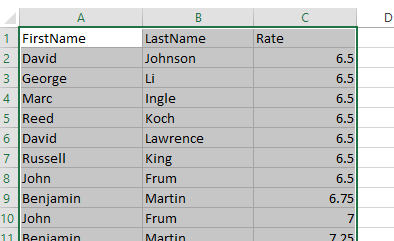 A B C D
1 FirstName LastName Rate
2 David Johnson 6.5
3 George Li 6.5
4 Marc Ingle 6.5
5 Reed Koch 6.5
6 David Lawrence 6.5
7 Russell King 6.5
8 John Frum 6.5
9 Benjamin Martin 6.75
10 John Frum 7
11 Benjamin Martin 7.25